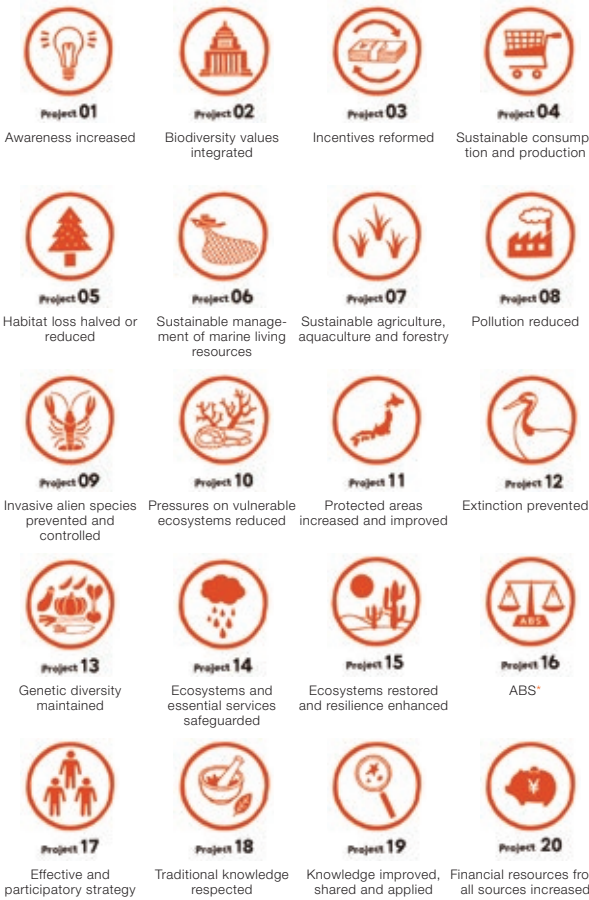 Project 01
Awareness increased
Project 02
Biodiversity values
integrated
Project 03
Incentives reformed
Project 04
Sustainable consump
tion and production
Project 05
Habitat loss halved or
reduced
Project 06
Sustainable manage-
ment of marine living
resources
Project 07
Sustainable agriculture,
aquaculture and forestry
Project 08
Pollution reduced
Project 09
Invasive alien species
prevented and
controlled
Project 10
Pressures on vulnerable
ecosystems reduced
Project 11
Protected areas
increased and improved
Project 12
Extinction prevented
Project 13
Genetic diversity
maintained
Project 14
Ecosystems and
essential services
safeguarded
Project 15
Ecosystems restored
and resilience enhanced
ABS
Project 16
ABS*
Project 17
Effective and
participatory strategy
Project 18
Traditional knowledge
respected
Project 19
Knowledge improved,
shared and applied
¥
Project 20
Financial resources fro
all sources increased